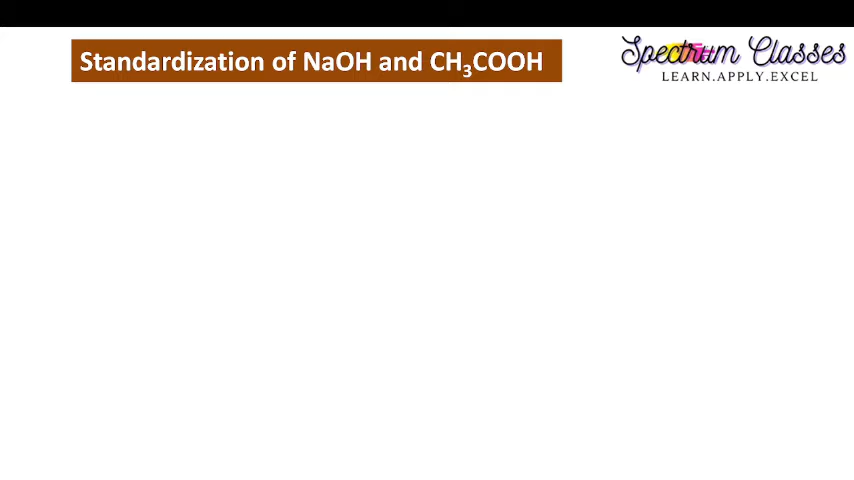 Standardization of NaOH and CH₃COOH
Spectrum Classes
LEARN.APPLY.EXCEL